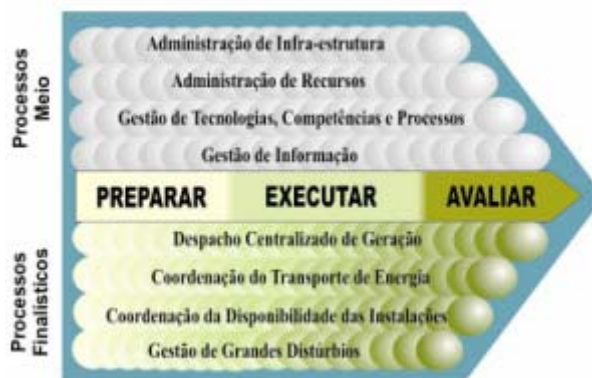 Processos
Meio
Administração de Infra-estrutura
Administração de Recursos
Gestão de Tecnologias, Competências e Processos
Gestão de Informação
PREPARAR EXECUTAR AVALIAR
Processos
Finalísticos
Despacho Centralizado de Geração
Coordenação do Transporte de Energia
Coordenação da Disponibilidade das Instalações
Gestão de Grandes Distúrbios